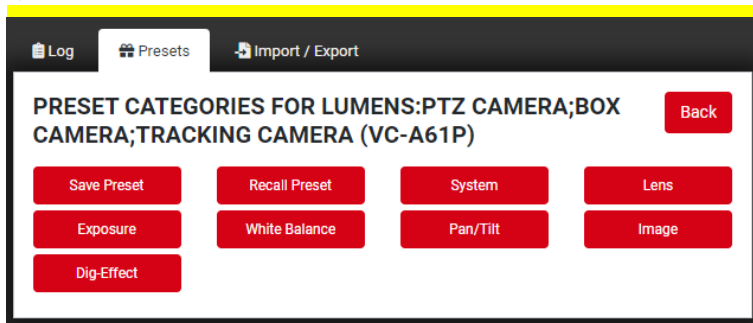 Log Presets Import / Export
PRESET CATEGORIES FOR LUMENS:PTZ CAMERA;BOX
CAMERA;TRACKING CAMERA (VC-A61P)
Back
Save Preset Recall Preset System Lens
Exposure White Balance Pan/Tilt Image
Dig-Effect